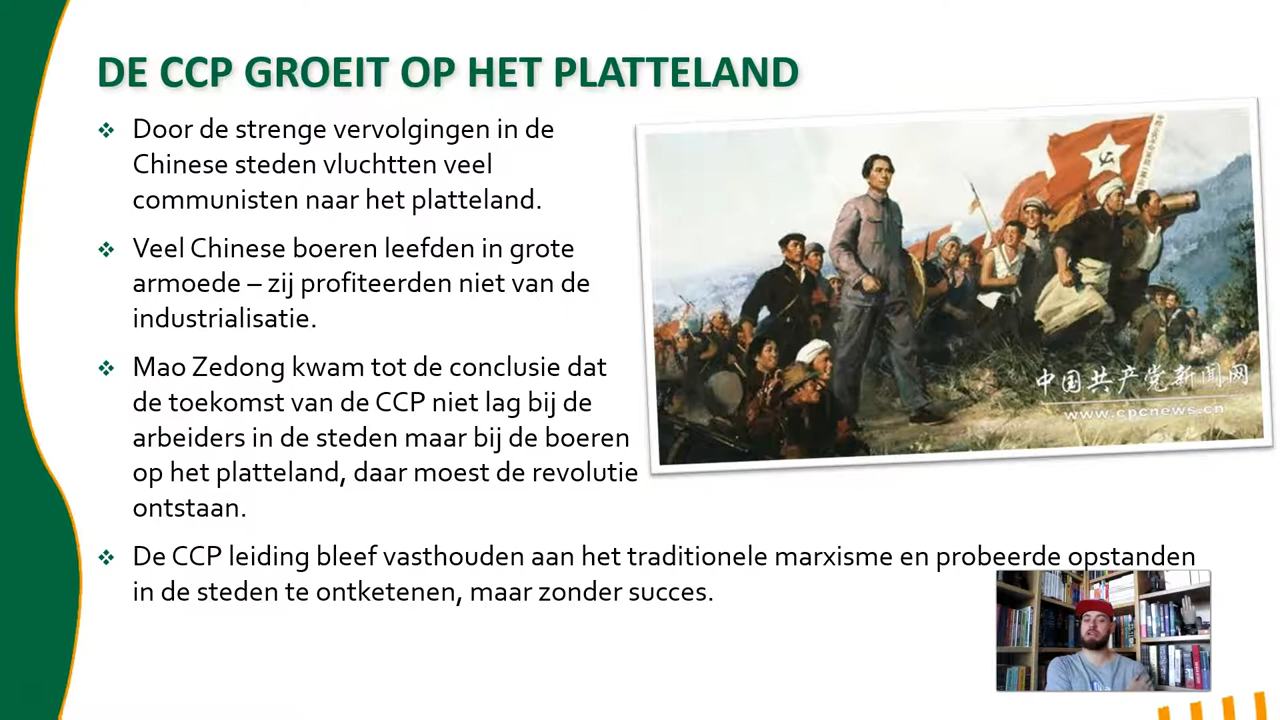 DE CCP GROEIT OP HET PLATTELAND
Door de strenge vervolgingen in de
Chinese steden vluchtten veel
communisten naar het platteland.
Veel Chinese boeren leefden in grote
armoede – zij profiteerden niet van de
industrialisatie.
Mao Zedong kwam tot de conclusie dat
de toekomst van de CCP niet lag bij de
arbeiders in de steden maar bij de boeren
op het platteland, daar moest de revolutie
ontstaan.
De CCP leiding bleef vasthouden aan het traditionele marxisme en probeerde opstanden
in de steden te ontketenen, maar zonder succes.
中国共产党新闻网
www.cpcnews.cn